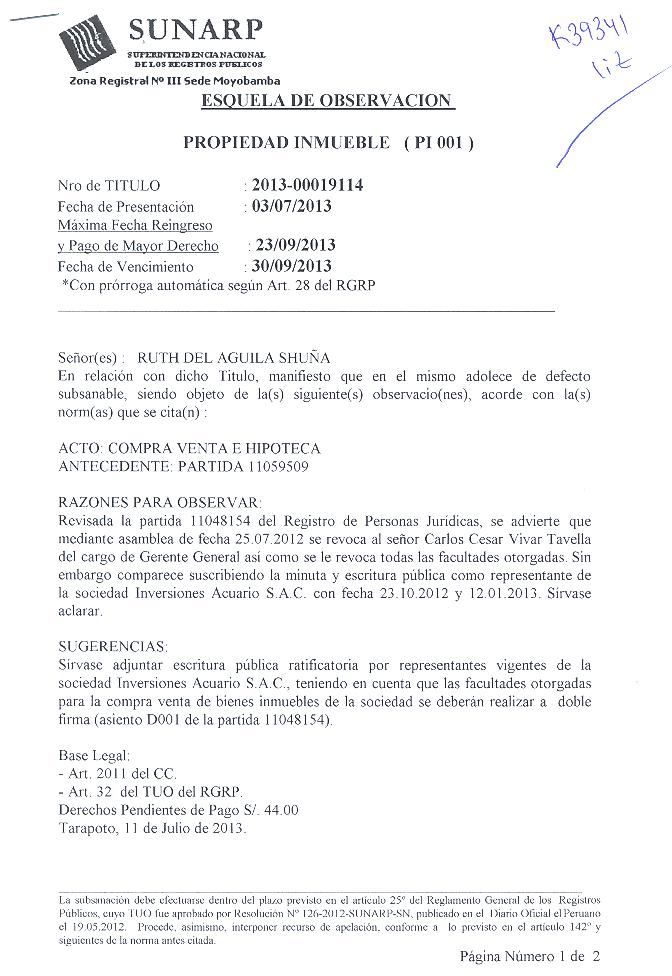 SUNARP
SUPERINTENDENCIA NACIONAL
DE LOS REGISTROS PUBLICOS
Zona Registral Nº III Sede Moyobamba
K39341
liz
ESQUELA DE OBSERVACION
PROPIEDAD INMUEBLE ( PI 001 )
Nro de TITULO : 2013-00019114
Fecha de Presentación : 03/07/2013
Máxima Fecha Reingreso
y Pago de Mayor Derecho : 23/09/2013
Fecha de Vencimiento : 30/09/2013
*Con prórroga automática según Art. 28 del RGRP
Señor(es) : RUTH DEL AGUILA SHUÑA
En relación con dicho Titulo, manifiesto que en el mismo adolece de defecto
subsanable, siendo objeto de la(s) siguiente(s) observacio(nes), acorde con la(s)
norm(as) que se cita(n) :
ACTO: COMPRA VENTA E HIPOTECA
ANTECEDENTE: PARTIDA 11059509
RAZONES PARA OBSERVAR:
Revisada la partida 11048154 del Registro de Personas Jurídicas, se advierte que
mediante asamblea de fecha 25.07.2012 se revoca al señor Carlos Cesar Vivar Tavella
del cargo de Gerente General así como se le revoca todas las facultades otorgadas. Sin
embargo comparece suscribiendo la minuta y escritura pública como representante de
la sociedad Inversiones Acuario S.A.C. con fecha 23.10.2012 y 12.01.2013. Sírvase
aclarar.
SUGERENCIAS:
Sírvase adjuntar escritura pública ratificatoria por representantes vigentes de la
sociedad Inversiones Acuario S.A.C., teniendo en cuenta que las facultades otorgadas
para la compra venta de bienes inmuebles de la sociedad se deberán realizar a doble
firma (asiento D001 de la partida 11048154).
Base Legal:
- Art. 2011 del CC.
- Art. 32 del TUO del RGRP.
Derechos Pendientes de Pago S/. 44.00
Tarapoto, 11 de Julio de 2013.
La subsanación debe efectuarse dentro del plazo previsto en el artículo 25º del Reglamento General de los Registros
Públicos, cuyo TUO fue aprobado por Resolución Nº 126-2012-SUNARP-SN, publicado en el Diario Oficial el Peruano
el 19.05.2012. Procede, asimismo, interponer recurso de apelación, conforme a lo previsto en el artículo 142º y
siguientes de la norma antes citada.
Página Número 1 de 2